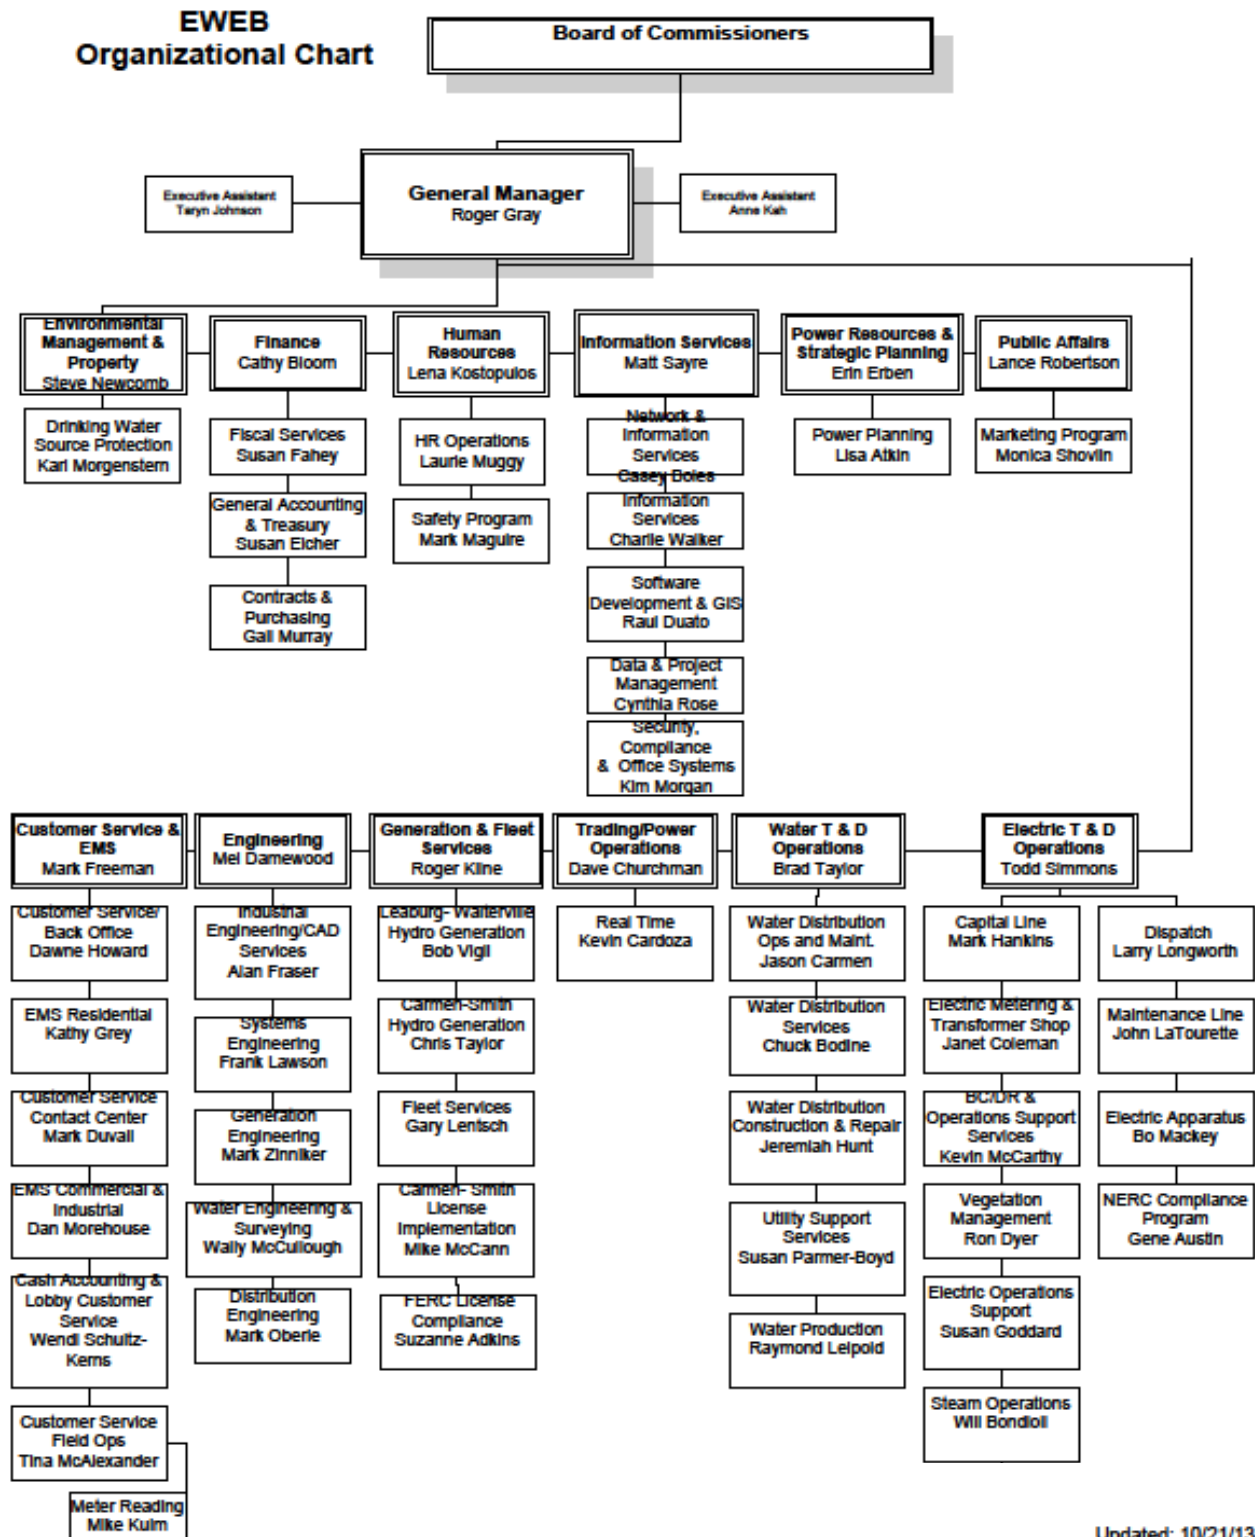 EWEB
Organizational Chart
Board of Commissioners
General Manager
Roger Gray
Executive Assistant
Taryn Johnson
Executive Assistant
Anne Kah
Environmental
Management &
Property
Steve Newcomb
Finance
Cathy Bloom
Human
Resources
Lena Kostopulos
Information Services
Matt Sayre
Power Resources &
Strategic Planning
Erin Erben
Public Affairs
Lance Robertson
Drinking Water
Source Protection
Karl Morgenstern
Fiscal Services
Susan Fahey
General Accounting
& Treasury
Susan Eicher
Contracts &
Purchasing
Gail Murray
HR Operations
Laurie Muggy
Safety Program
Mark Maguire
Network &
Information
Services
Casey Boles
Information
Services
Charlie Walker
Software
Development & GIS
Raul Duato
Data & Project
Management
Cynthia Rose
Security,
Compliance
& Office Systems
Kim Morgan
Power Planning
Lisa Atkin
Marketing Program
Monica Shovlin
Customer Service &
EMS
Mark Freeman
Engineering
Mel Damewood
Generation & Fleet
Services
Roger Kline
Trading/Power
Operations
Dave Churchman
Water T & D
Operations
Brad Taylor
Electric T & D
Operations
Todd Simmons
Customer Service/
Back Office
Dawne Howard
EMS Residential
Kathy Grey
Customer Service
Contact Center
Mark Duvall
EMS Commercial &
Industrial
Dan Morehouse
Cash Accounting &
Lobby Customer
Service
Wendi Schultz-
Kerns
Customer Service
Field Ops
Tina McAlexander
Meter Reading
Mike Kulm
Industrial
Engineering/CAD
Services
Alan Fraser
Systems
Engineering
Frank Lawson
Generation
Engineering
Mark Zinniker
Water Engineering &
Surveying
Wally McCullough
Distribution
Engineering
Mark Oberle
Leaburg- Walterville
Hydro Generation
Bob Vigil
Carmen-Smith
Hydro Generation
Chris Taylor
Fleet Services
Gary Lentsch
Carmen- Smith
License
Implementation
Mike McCann
FERC License
Compliance
Suzanne Adkins
Real Time
Kevin Cardoza
Water Distribution
Ops and Maint.
Jason Carmen
Water Distribution
Services
Chuck Bodine
Water Distribution
Construction & Repair
Jeremiah Hunt
Utility Support
Services
Susan Parmer-Boyd
Water Production
Raymond Leipold
Capital Line
Mark Hankins
Electric Metering &
Transformer Shop
Janet Coleman
BC/DR &
Operations Support
Services
Kevin McCarthy
Vegetation
Management
Ron Dyer
Electric Operations
Support
Susan Goddard
Steam Operations
Will Bondioli
Dispatch
Larry Longworth
Maintenance Line
John LaTourette
Electric Apparatus
Bo Mackey
NERC Compliance
Program
Gene Austin
Updated: 10/21/13